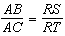 AB/AC = RS/RT